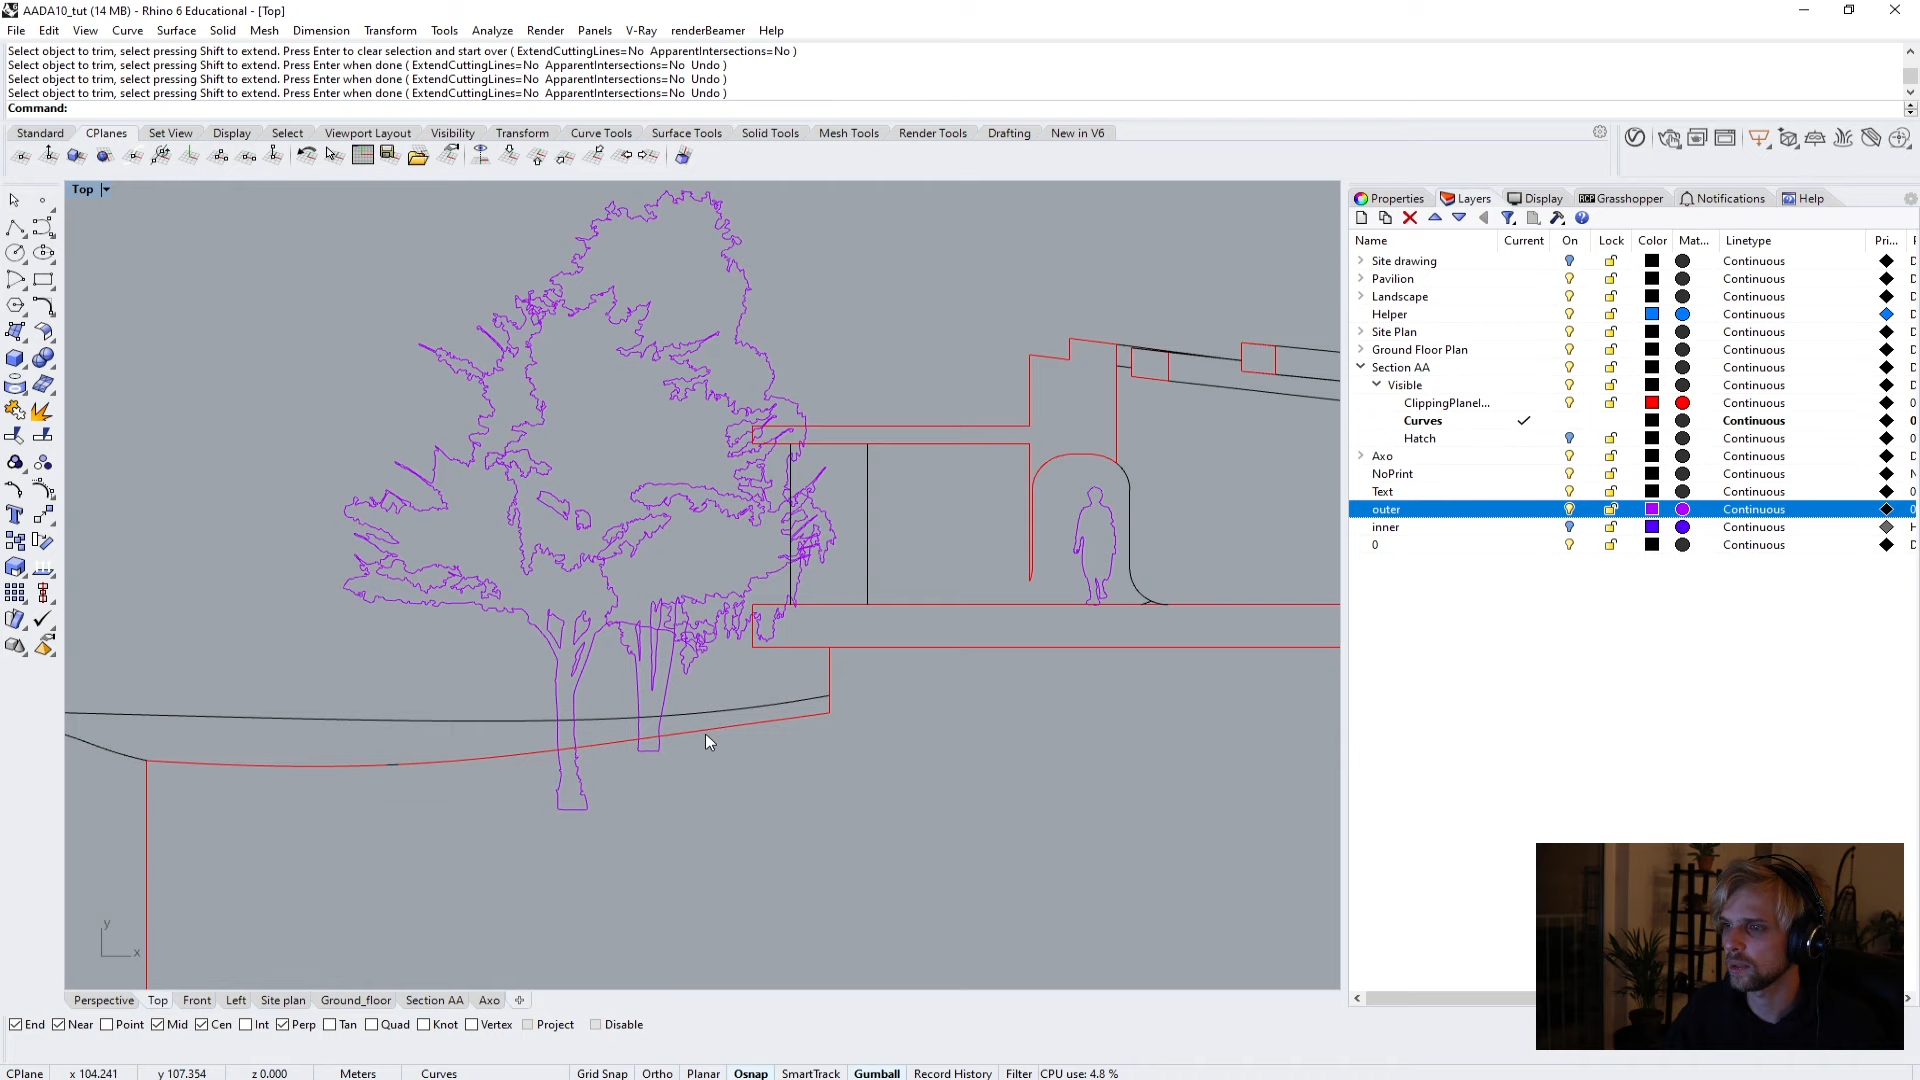 AADA10_tut (14 MB) - Rhino 6 Educational - [Top]
File Edit View Curve Surface Solid Mesh Dimension Transform Tools Analyze Render Panels V-Ray renderBeamer Help
Select object to trim, select pressing Shift to extend. Press Enter to clear selection and start over ( ExtendCuttingLines=No ApparentIntersections=No )
Select object to trim, select pressing Shift to extend. Press Enter when done ( ExtendCuttingLines=No ApparentIntersections=No Undo )
Select object to trim, select pressing Shift to extend. Press Enter when done ( ExtendCuttingLines=No ApparentIntersections=No Undo )
Select object to trim, select pressing Shift to extend. Press Enter when done ( ExtendCuttingLines=No ApparentIntersections=No Undo )
Command:
Standard CPlanes Set View Display Select Viewport Layout Visibility Transform Curve Tools Surface Tools Solid Tools Mesh Tools Render Tools Drafting New in V6
Top
Properties Layers Display Grasshopper Notifications Help
Name Current On Lock Color Mat... Linetype Pri... P
Site drawing Continuous D
Pavilion Continuous D
Landscape Continuous D
Helper Continuous D
Site Plan Continuous D
Ground Floor Plan Continuous D
Section AA Continuous D
Visible Continuous D
ClippingPlaneI... Continuous 0
Curves Continuous 0
Hatch Continuous 0
Axo Continuous D
NoPrint Continuous N
Text Continuous 0
outer Continuous 0
inner Continuous H
0 Continuous D
y
x
Perspective Top Front Left Site plan Ground_floor Section AA Axo
End Near Point Mid Cen Int Perp Tan Quad Knot Vertex Project Disable
CPlane x 104.241 y 107.354 z 0.000 Meters Curves Grid Snap Ortho Planar Osnap SmartTrack Gumball Record History Filter CPU use: 4.8 %